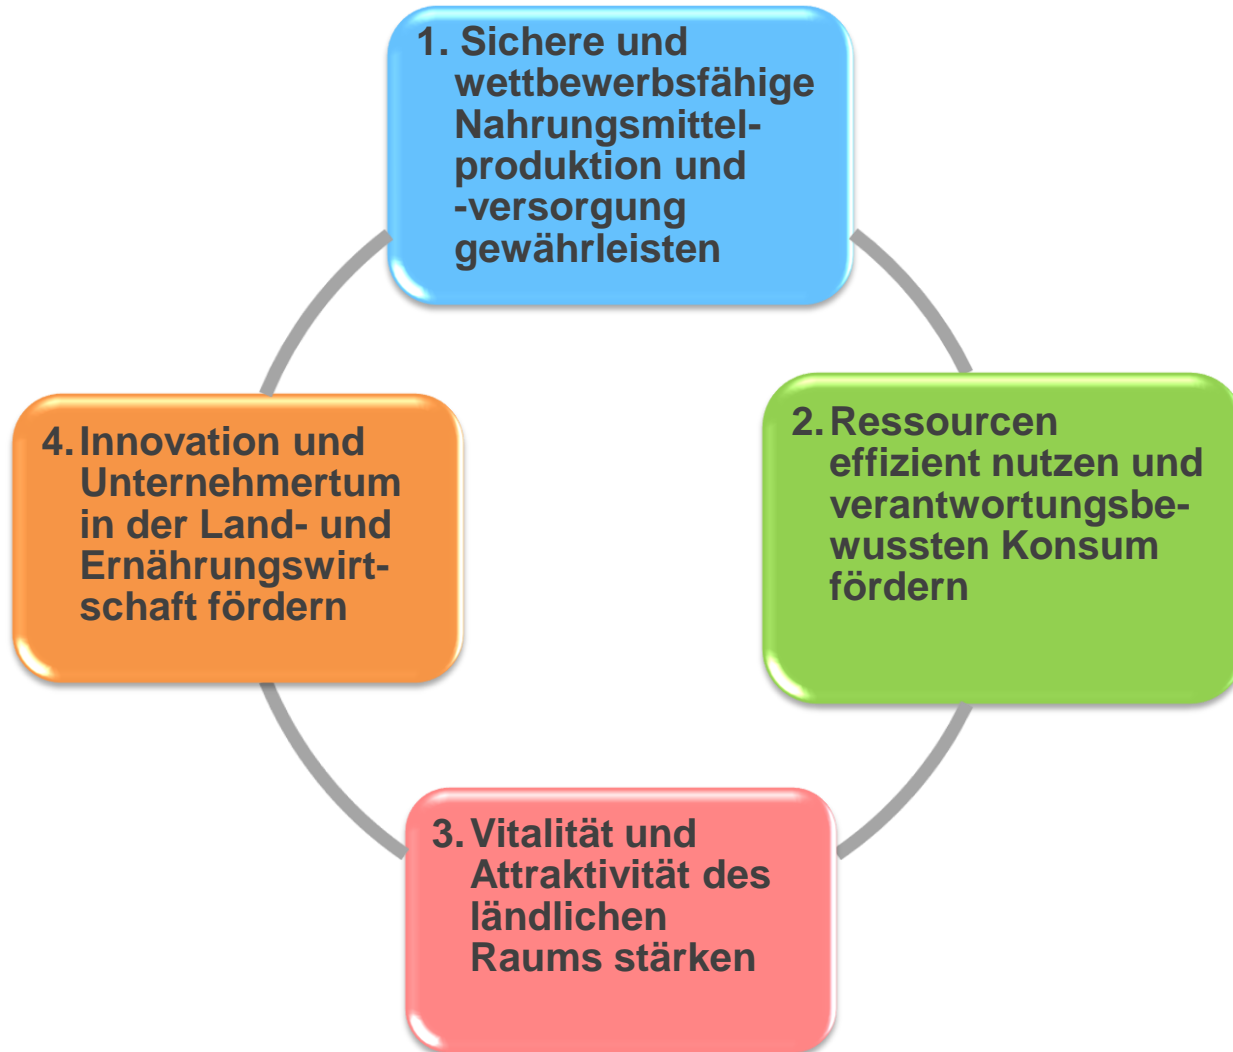 1. Sichere und
wettbewerbsfähige
Nahrungsmittel-
produktion und
-versorgung
gewährleisten
2. Ressourcen
effizient nutzen und
verantwortungsbe-
wussten Konsum
fördern
3. Vitalität und
Attraktivität des
ländlichen
Raums stärken
4. Innovation und
Unternehmertum
in der Land- und
Ernährungswirt-
schaft fördern